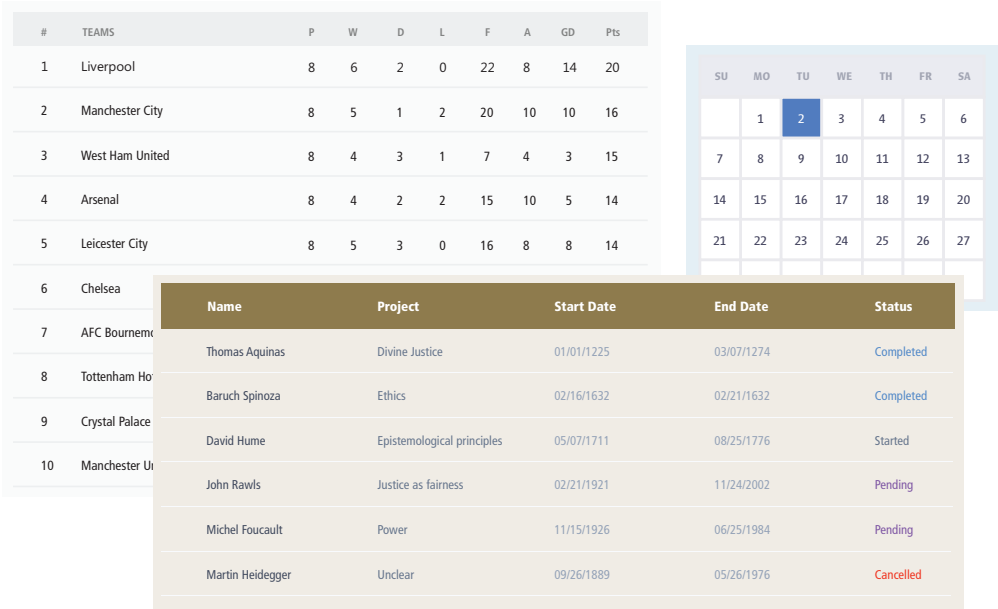 # TEAMS P W D L F A GD Pts
1 Liverpool 8 6 2 0 22 8 14 20
2 Manchester City 8 5 1 2 20 10 10 16
3 West Ham United 8 4 3 1 7 4 3 15
4 Arsenal 8 4 2 2 15 10 5 14
5 Leicester City 8 5 3 0 16 8 8 14
6 Chelsea
7 AFC
8 Tottenham
9 Crystal Palace
10 Manchester
SU MO TU WE TH FR SA
1 2 3 4 5 6
7 8 9 10 11 12 13
14 15 16 17 18 19 20
21 22 23 24 25 26 27
Name Project Start Date End Date Status
Thomas Aquinas Divine Justice 01/01/1225 03/07/1274 Completed
Baruch Spinoza Ethics 02/16/1632 02/21/1632 Completed
David Hume Epistemological principles 05/07/1711 08/25/1776 Started
John Rawls Justice as fairness 02/21/1921 11/24/2002 Pending
Michel Foucault Power 11/15/1926 06/25/1984 Pending
Martin Heidegger Unclear 09/26/1889 05/26/1976 Cancelled